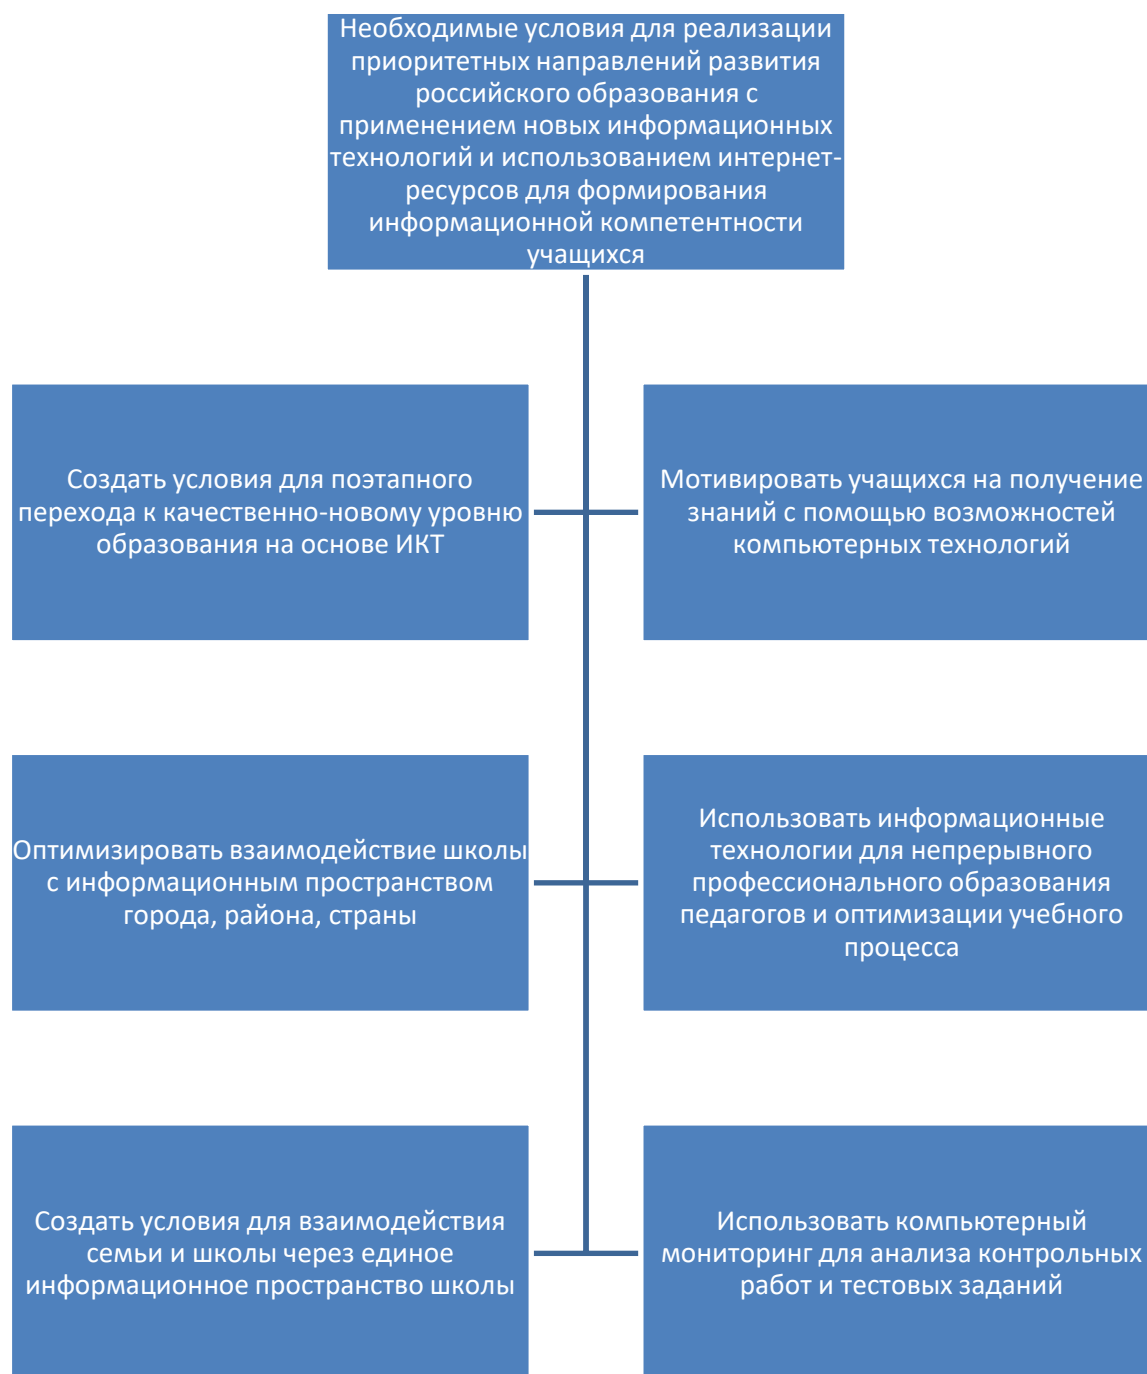 Необходимые условия для реализации
приоритетных направлений развития
российского образования с
применением новых информационных
технологий и использованием интернет-
ресурсов для формирования
информационной компетентности
учащихся
Создать условия для поэтапного
перехода к качественно-новому уровню
образования на основе ИКТ
Мотивировать учащихся на получение
знаний с помощью возможностей
компьютерных технологий
Оптимизировать взаимодействие школы
с информационным пространством
города, района, страны
Использовать информационные
технологии для непрерывного
профессионального образования
педагогов и оптимизации учебного
процесса
Создать условия для взаимодействия
семьи и школы через единое
информационное пространство школы
Использовать компьютерный
мониторинг для анализа контрольных
работ и тестовых заданий